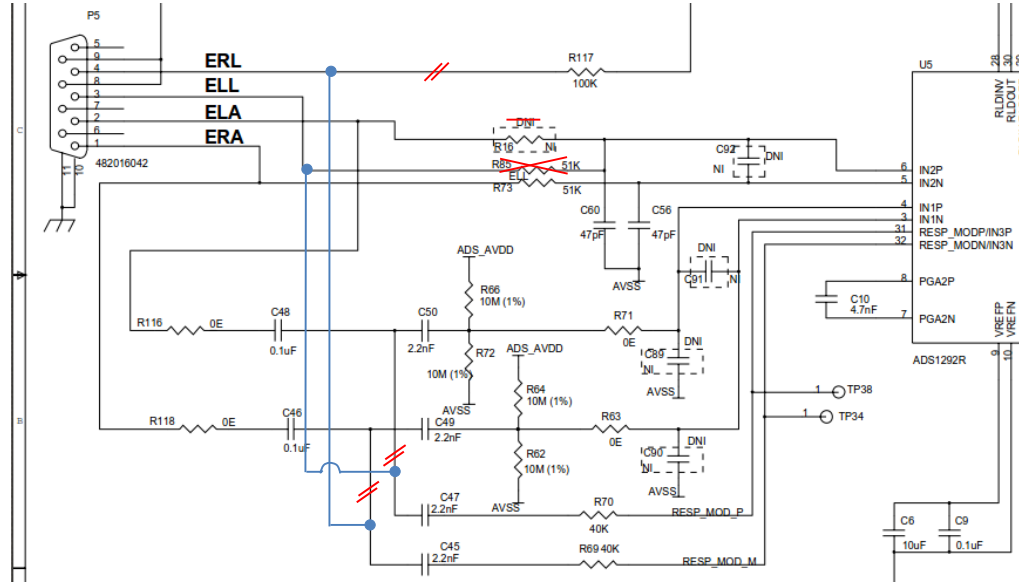 P5
5
9
4
8
3
7
2
6
1
11
10
482016042
ERL
ELL
ELA
ERA
R117
100K
DNI
R16
NI
R85
51K
ELL
R73
51K
C92
DNI
NI
C60
47pF
C56
47pF
AVSS
U5
28
30
RLDINV
RLDOUT
6
IN2P
5
IN2N
4
IN1P
3
IN1N
31
RESP_MODP/IN3P
32
RESP_MODN/IN3N
8
PGA2P
7
PGA2N
VREFP
VREFN
9
10
ADS1292R
C10
4.7nF
DNI
C91
NI
ADS_AVDD
R66
10M (1%)
R116
0E
C48
0.1uF
C50
2.2nF
R72
10M (1%)
AVSS
R71
0E
DNI
C89
NI
AVSS
ADS_AVDD
R64
10M (1%)
R118
0E
C46
0.1uF
C49
2.2nF
R62
10M (1%)
AVSS
R63
0E
DNI
C90
NI
AVSS
1
TP38
1
TP34
C47
2.2nF
R70
40K
RESP_MOD_P
C45
2.2nF
R69 40K
RESP_MOD_M
C6
10uF
C9
0.1uF
C
B